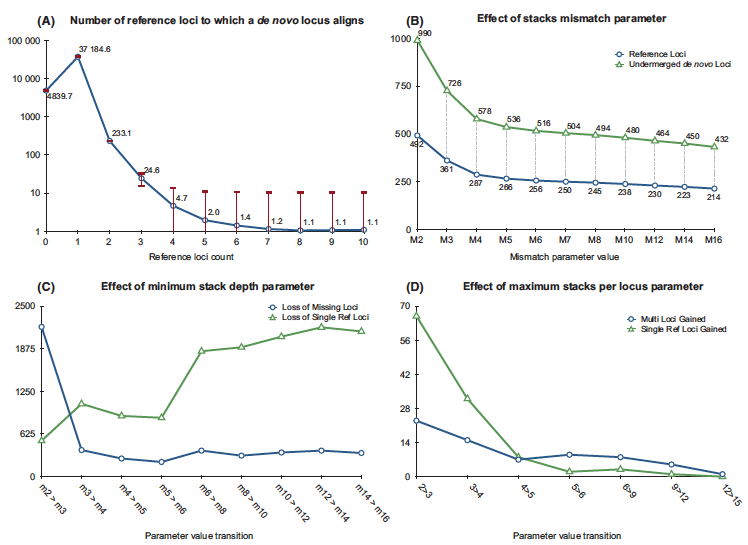 (A) Number of reference loci to which a de novo locus aligns
100 000
10 000
1000
100
10
1
37 184.6
4839.7
233.1
24.6
4.7
2.0
1.4
1.2
1.1
1.1
1.1
0 1 2 3 4 5 6 7 8 9 10
Reference loci count
(B) Effect of stacks mismatch parameter
Reference Loci
Undermerged de novo Loci
1000
750
500
250
0
990 726 578 536 516 504 494 480 464 450 432
492 361 287 266 256 250 245 238 230 223 214
M2 M3 M4 M5 M6 M7 M8 M10 M12 M14 M16
Mismatch parameter value
(C) Effect of minimum stack depth parameter
Loss of Missing Loci
Loss of Single Ref Loci
2500
1875
1250
625
0
m2 > m3
m3 > m4
m4 > m5
m5 > m6
m6 > m8
m8 > m10
m10 > m12
m12 > m14
m14 > m16
Parameter value transition
(D) Effect of maximum stacks per locus parameter
Multi Loci Gained
Single Ref Loci Gained
70
56
42
28
14
0
2>3
3>4
4>5
5>6
6>9
9>12
12>15
Parameter value transition